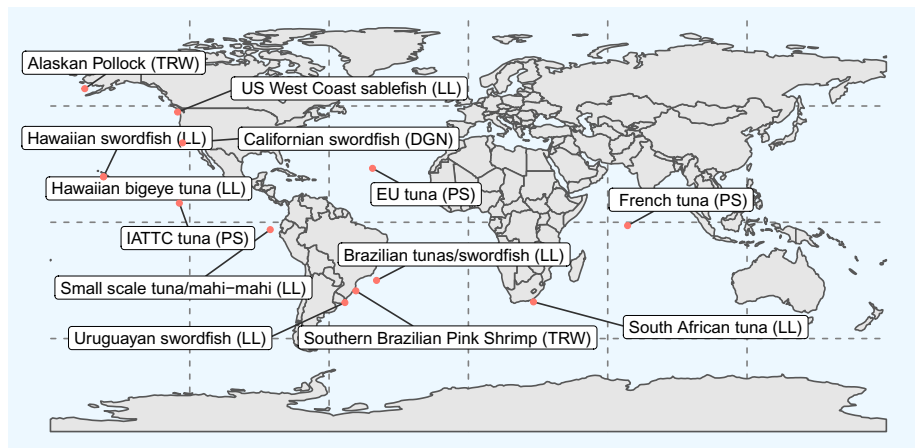 Alaskan Pollock (TRW)
US West Coast sablefish (LL)
Hawaiian swordfish (LL)
Californian swordfish (DGN)
Hawaiian bigeye tuna (LL)
EU tuna (PS)
French tuna (PS)
IATTC tuna (PS)
Brazilian tunas/swordfish (LL)
Small scale tuna/mahi−mahi (LL)
South African tuna (LL)
Uruguayan swordfish (LL)
Southern Brazilian Pink Shrimp (TRW)